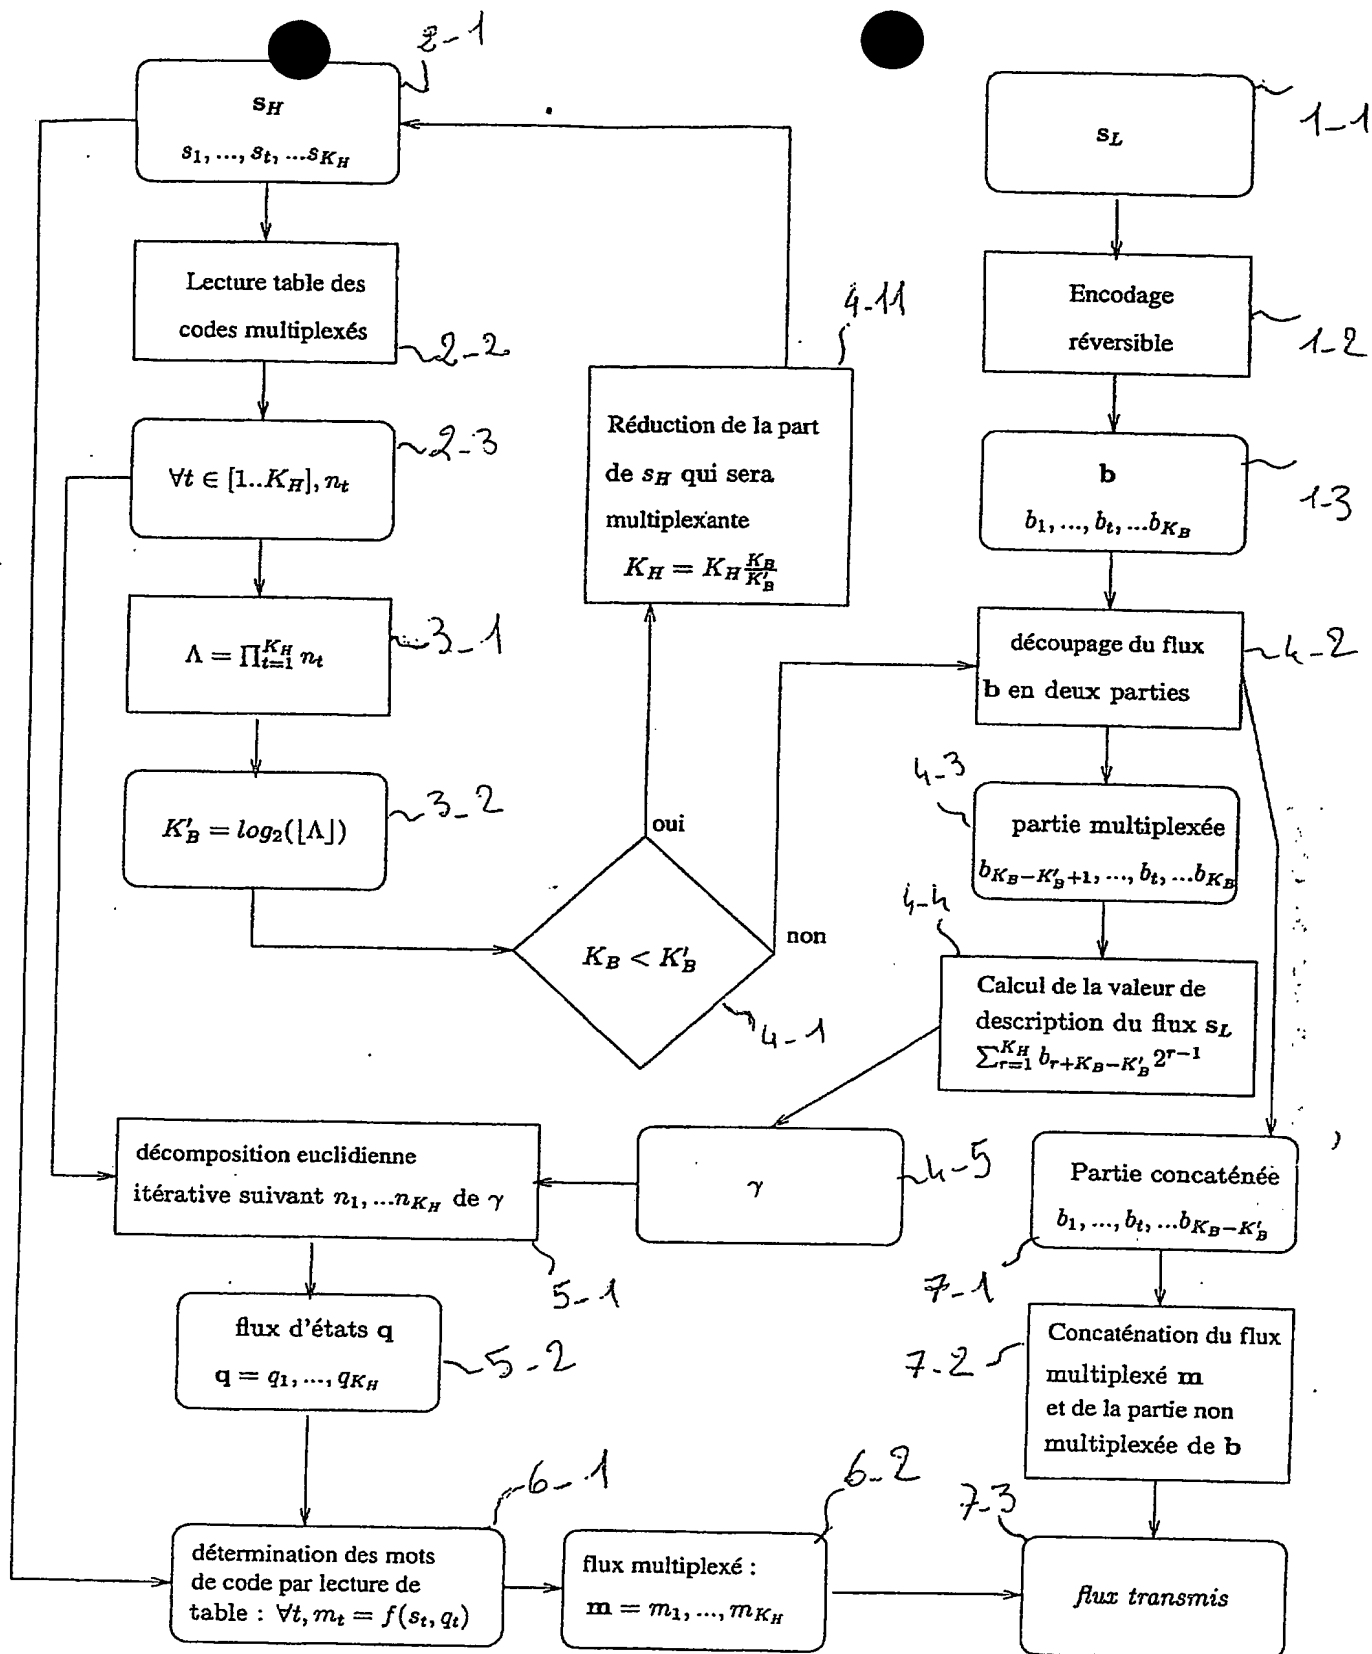 2-1
s_H
s_1, ..., s_t, ...s_{K_H}
1-1
s_L
Lecture table des
codes multiplexés
2-2
4-11
Encodage
réversible
1-2
2-3
∀t ∈ [1..K_H], n_t
Réduction de la part
de s_H qui sera
multiplexante
K_H = K_H \frac{K_B}{K'_B}
b
b_1, ..., b_t, ...b_{K_B}
1-3
3-1
Λ = ∏_{t=1}^{K_H} n_t
découpage du flux
b en deux parties
4-2
3-2
K'_B = log_2(⌊Λ⌋)
oui
4-3
partie multiplexée
b_{K_B-K'_B+1}, ..., b_t, ...b_{K_B}
K_B < K'_B
non
4-1
4-4
Calcul de la valeur de
description du flux s_L
∑_{r=1}^{K_H} b_{r+K_B-K'_B} 2^{r-1}
décomposition euclidienne
itérative suivant n_1, ...n_{K_H} de γ
5-1
γ
4-5
Partie concaténée
b_1, ..., b_t, ...b_{K_B-K'_B}
7-1
flux d'états q
q = q_1, ..., q_{K_H}
5-2
7-2
Concaténation du flux
multiplexé m
et de la partie non
multiplexée de b
6-1
détermination des mots
de code par lecture de
table : ∀t, m_t = f(s_t, q_t)
6-2
flux multiplexé :
m = m_1, ..., m_{K_H}
7-3
flux transmis